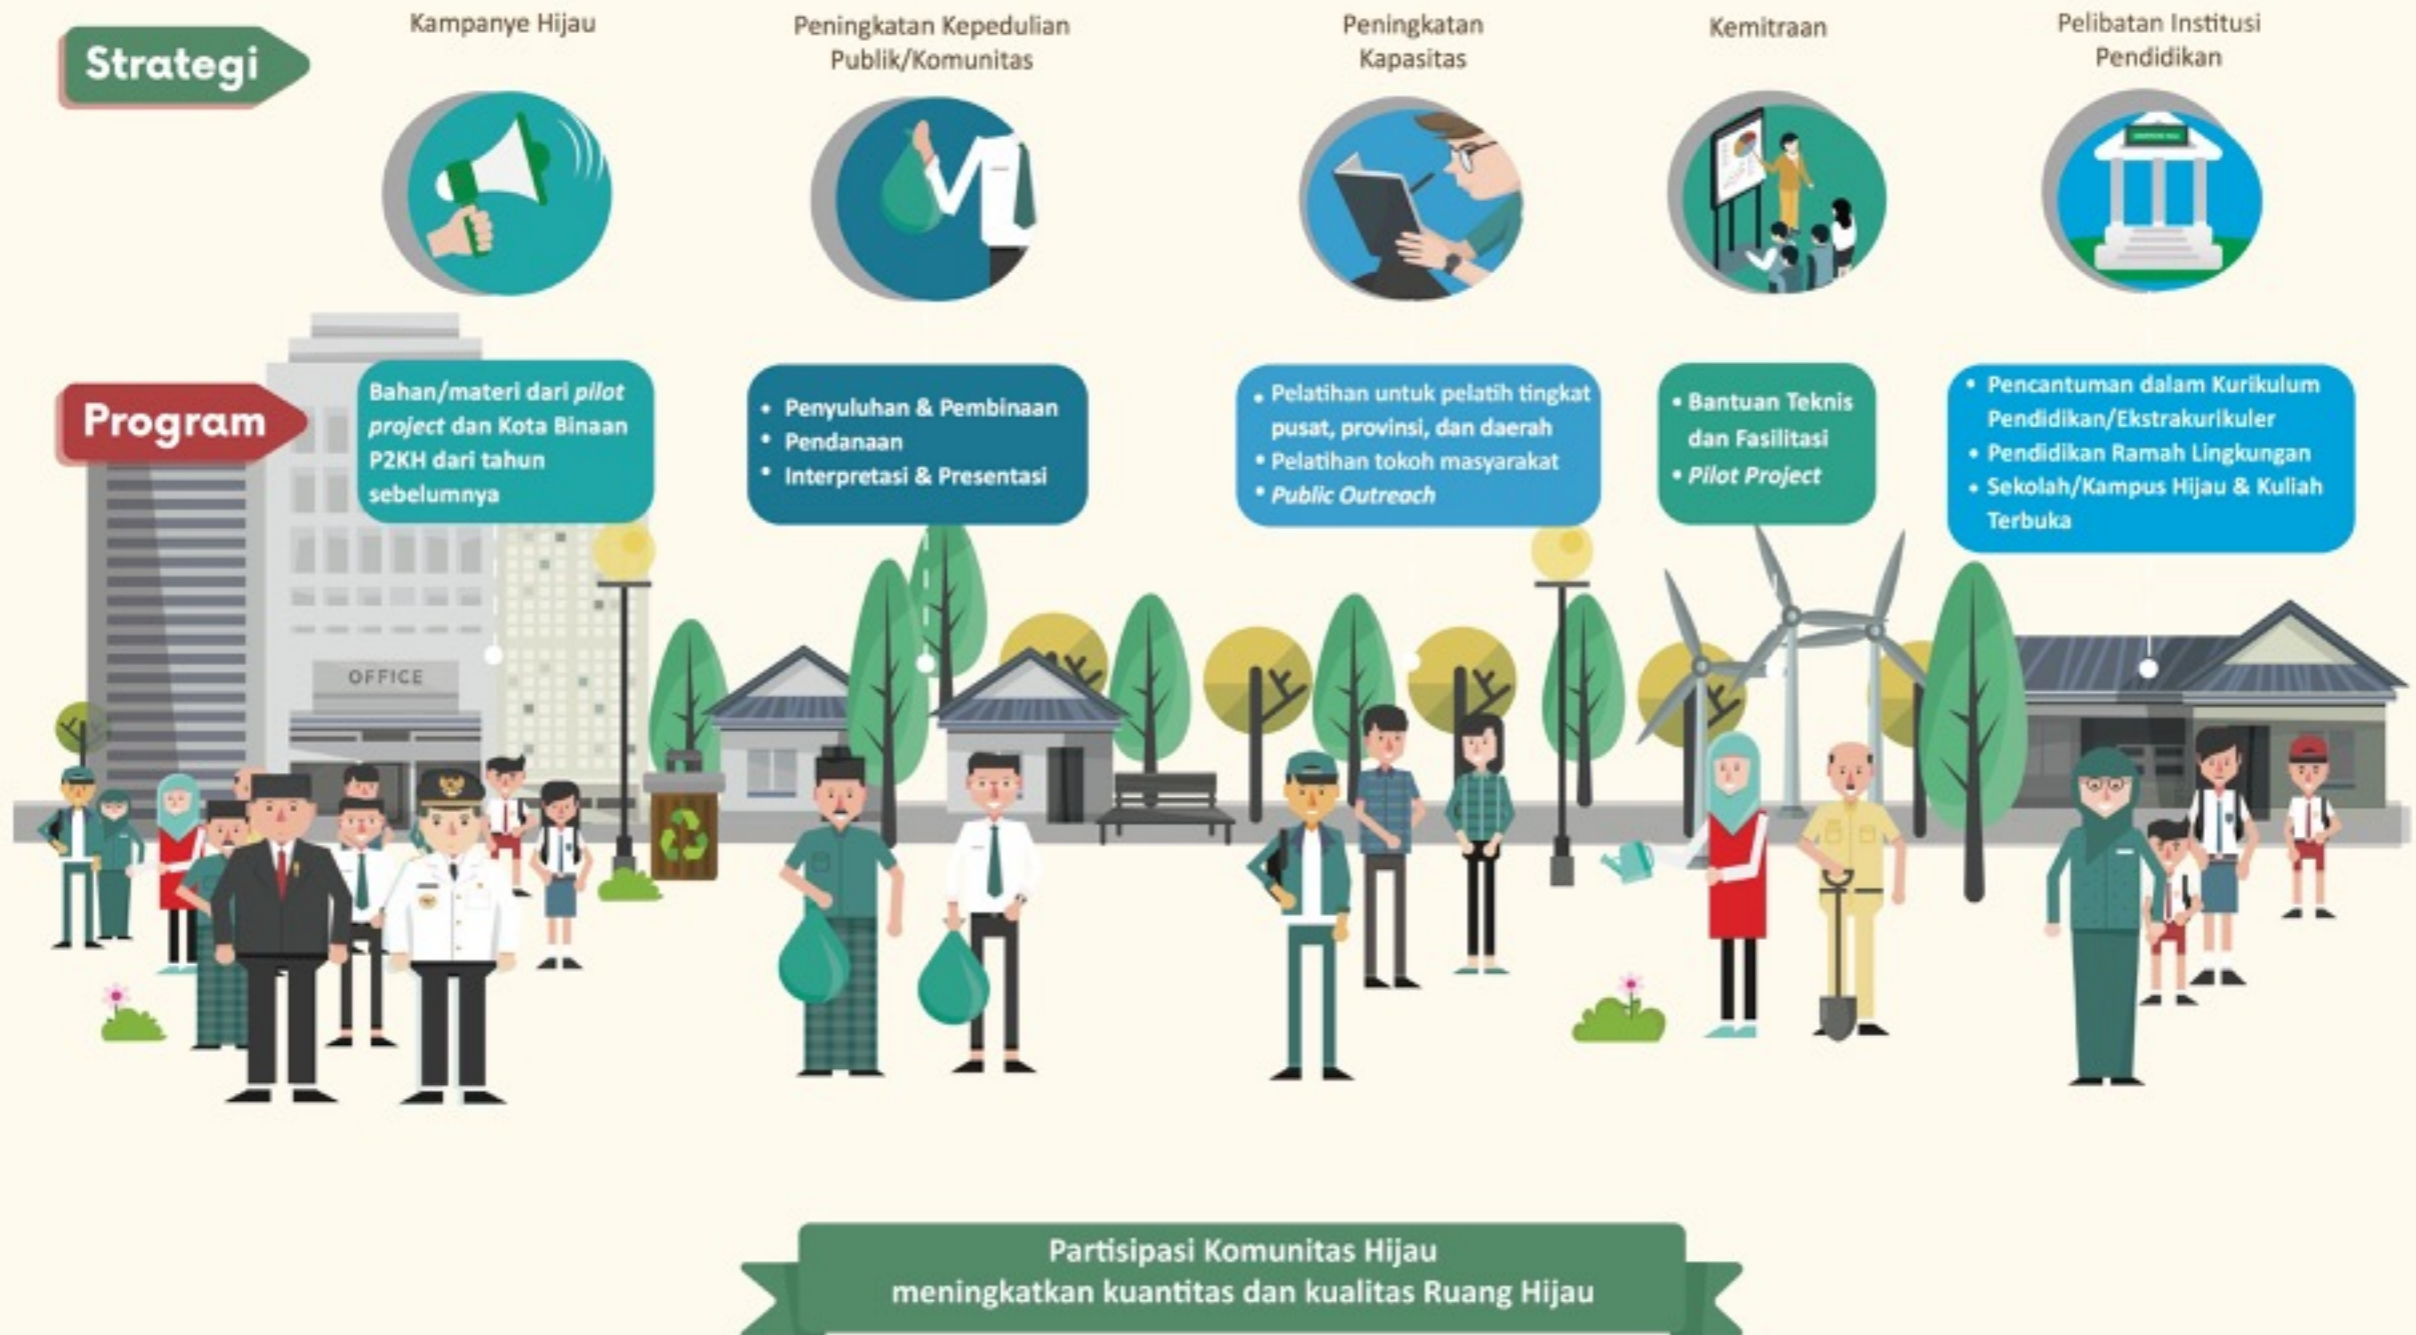 Strategi
Kampanye Hijau
Peningkatan Kepedulian
Publik/Komunitas
Peningkatan
Kapasitas
Kemitraan
Pelibatan Institusi
Pendidikan
Program
Bahan/materi dari pilot
project dan Kota Binaan
P2KH dari tahun
sebelumnya
• Penyuluhan & Pembinaan
• Pendanaan
• Interpretasi & Presentasi
• Pelatihan untuk pelatih tingkat
pusat, provinsi, dan daerah
• Pelatihan tokoh masyarakat
• Public Outreach
• Bantuan Teknis
dan Fasilitasi
• Pilot Project
• Pencantuman dalam Kurikulum
Pendidikan/Ekstrakurikuler
• Pendidikan Ramah Lingkungan
• Sekolah/Kampus Hijau & Kuliah
Terbuka
OFFICE
Partisipasi Komunitas Hijau
meningkatkan kuantitas dan kualitas Ruang Hijau